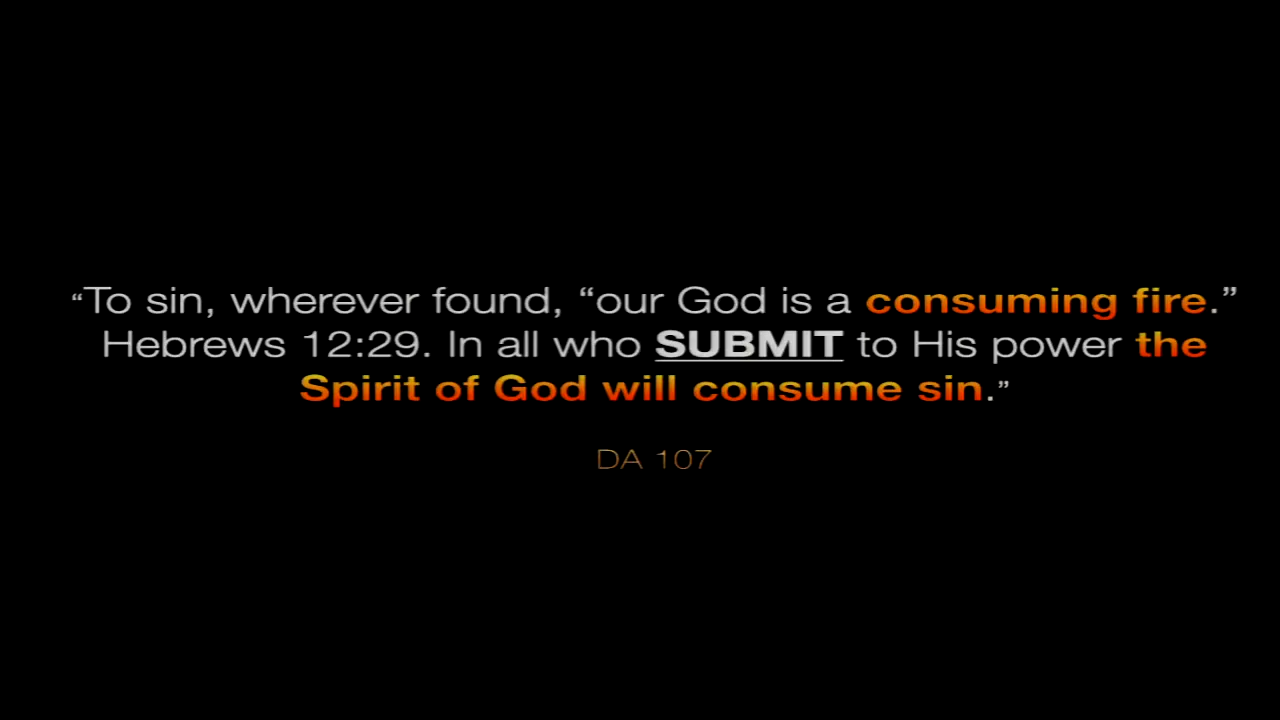 “To sin, wherever found, “our God is a consuming fire.”
Hebrews 12:29. In all who SUBMIT to His power the
Spirit of God will consume sin.”
DA 107